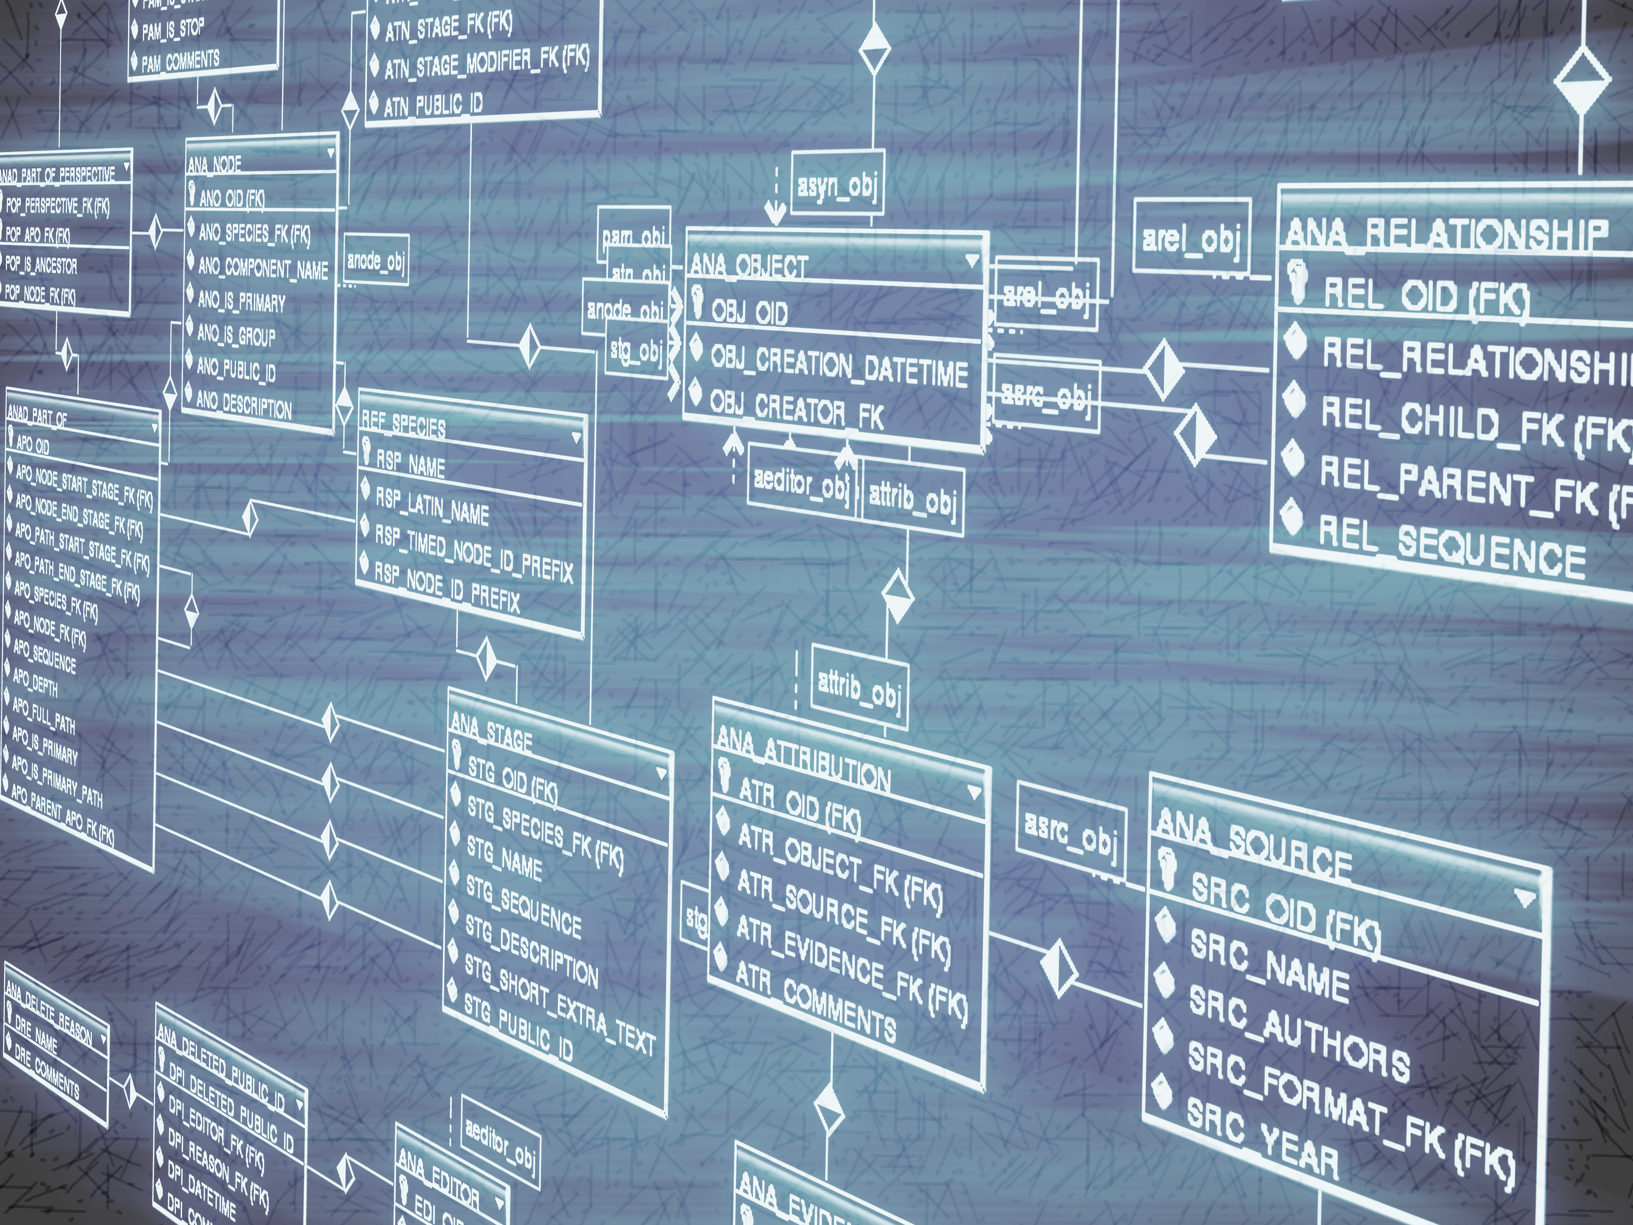 PAM_IS_STOP
PAM_COMMENTS
ATN_STAGE_FK (FK)
ATN_STAGE_MODIFIER_FK (FK)
ATN_PUBLIC_ID
ANAD_PART_OF_PERSPECTIVE
POP_PERSPECTIVE_FK (FK)
POP_APO_FK (FK)
POP_IS_ANCESTOR
POP_NODE_FK (FK)
ANA_NODE
ANO_OID (FK)
ANO_SPECIES_FK (FK)
ANO_COMPONENT_NAME
ANO_IS_PRIMARY
ANO_IS_GROUP
ANO_PUBLIC_ID
ANO_DESCRIPTION
anode_obj
asyn_obj
pam_obj
atn_obj
anode_obj
stg_obj
ANA_OBJECT
OBJ_OID
OBJ_CREATION_DATETIME
OBJ_CREATOR_FK
arel_obj
asrc_obj
aeditor_obj
attrib_obj
arel_obj
ANA_RELATIONSHIP
REL_OID (FK)
REL_RELATIONSHI
REL_CHILD_FK (FK)
REL_PARENT_FK (F
REL_SEQUENCE
ANAD_PART_OF
APO_OID
APO_NODE_START_STAGE_FK (FK)
APO_NODE_END_STAGE_FK (FK)
APO_PATH_START_STAGE_FK (FK)
APO_PATH_END_STAGE_FK (FK)
APO_SPECIES_FK (FK)
APO_NODE_FK (FK)
APO_SEQUENCE
APO_DEPTH
APO_FULL_PATH
APO_IS_PRIMARY
APO_IS_PRIMARY_PATH
APO_PARENT_APO_FK (FK)
REF_SPECIES
RSP_NAME
RSP_LATIN_NAME
RSP_TIMED_NODE_ID_PREFIX
RSP_NODE_ID_PREFIX
ANA_STAGE
STG_OID (FK)
STG_SPECIES_FK (FK)
STG_NAME
STG_SEQUENCE
STG_DESCRIPTION
STG_SHORT_EXTRA_TEXT
STG_PUBLIC_ID
attrib_obj
stg
ANA_ATTRIBUTION
ATR_OID (FK)
ATR_OBJECT_FK (FK)
ATR_SOURCE_FK (FK)
ATR_EVIDENCE_FK (FK)
ATR_COMMENTS
asrc_obj
ANA_SOURCE
SRC_OID (FK)
SRC_NAME
SRC_AUTHORS
SRC_FORMAT_FK (FK)
SRC_YEAR
ANA_DELETE_REASON
DRE_NAME
DRE_COMMENTS
ANA_DELETED_PUBLIC_ID
DPI_DELETED_PUBLIC_ID
DPI_EDITOR_FK (FK)
DPI_REASON_FK (FK)
DPI_DATETIME
DPI_COM
aeditor_obj
ANA_EDITOR
EDI_OID
ANA_EVIDEN